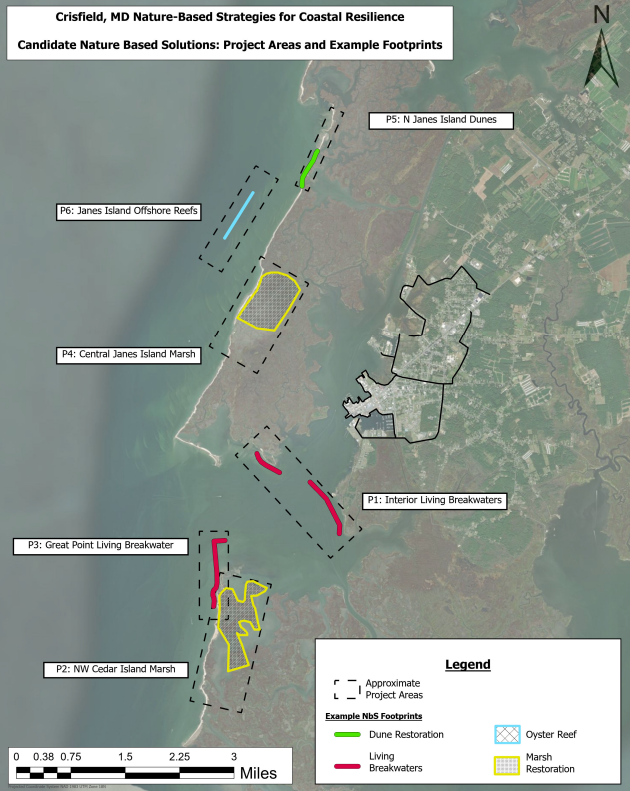 Crisfield, MD Nature-Based Strategies for Coastal Resilience
Candidate Nature Based Solutions: Project Areas and Example Footprints
N
P5: N Janes Island Dunes
P6: Janes Island Offshore Reefs
P4: Central Janes Island Marsh
P1: Interior Living Breakwaters
P3: Great Point Living Breakwater
P2: NW Cedar Island Marsh
Legend
Approximate
Project Areas
Example NbS Footprints
Dune Restoration
Oyster Reef
Living
Breakwaters
Marsh
Restoration
0 0.38 0.75 1.5 2.25 3
Miles